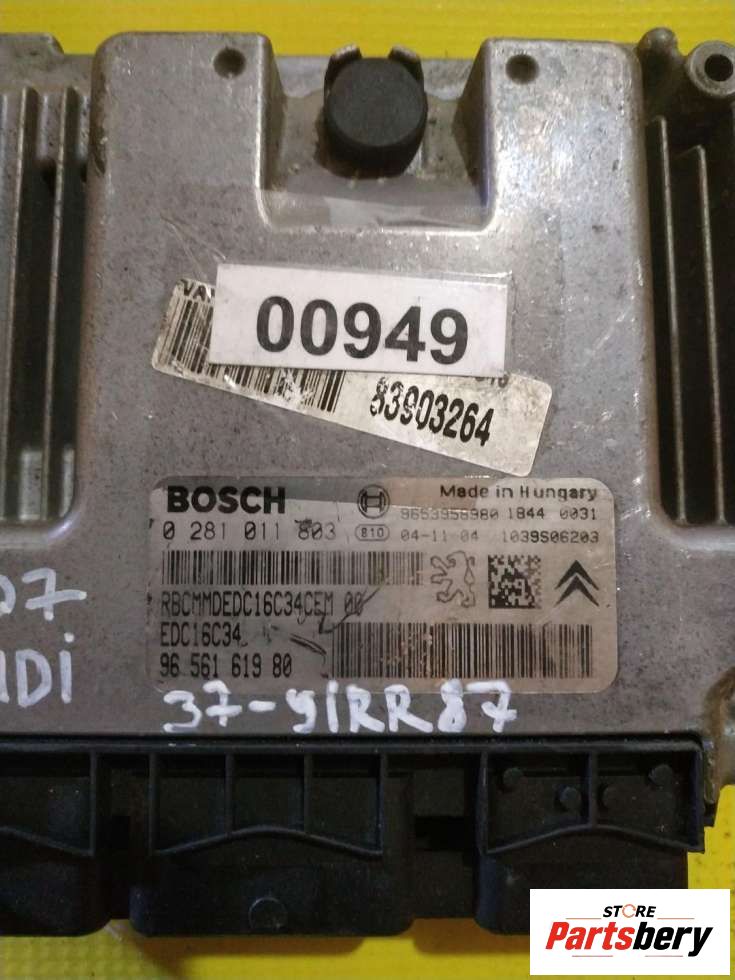 00949
83903264
BOSCH
Made in Hungary
0 281 011 803
9653958980 1844 0031
810 04-11-04 1039S06203
RBCMMDEDC16C34CEM 00
EDC16C34
96 561 619 80
07
HDi
37-91RR87
STORE
Partsbery